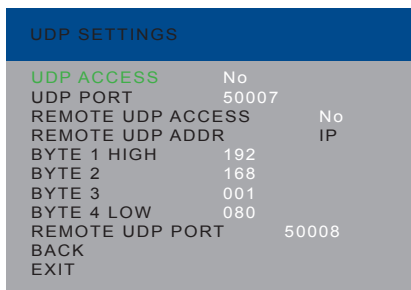 UDP SETTINGS
UDP ACCESS No
UDP PORT 50007
REMOTE UDP ACCESS No
REMOTE UDP ADDR IP
BYTE 1 HIGH 192
BYTE 2 168
BYTE 3 001
BYTE 4 LOW 080
REMOTE UDP PORT 50008
BACK
EXIT